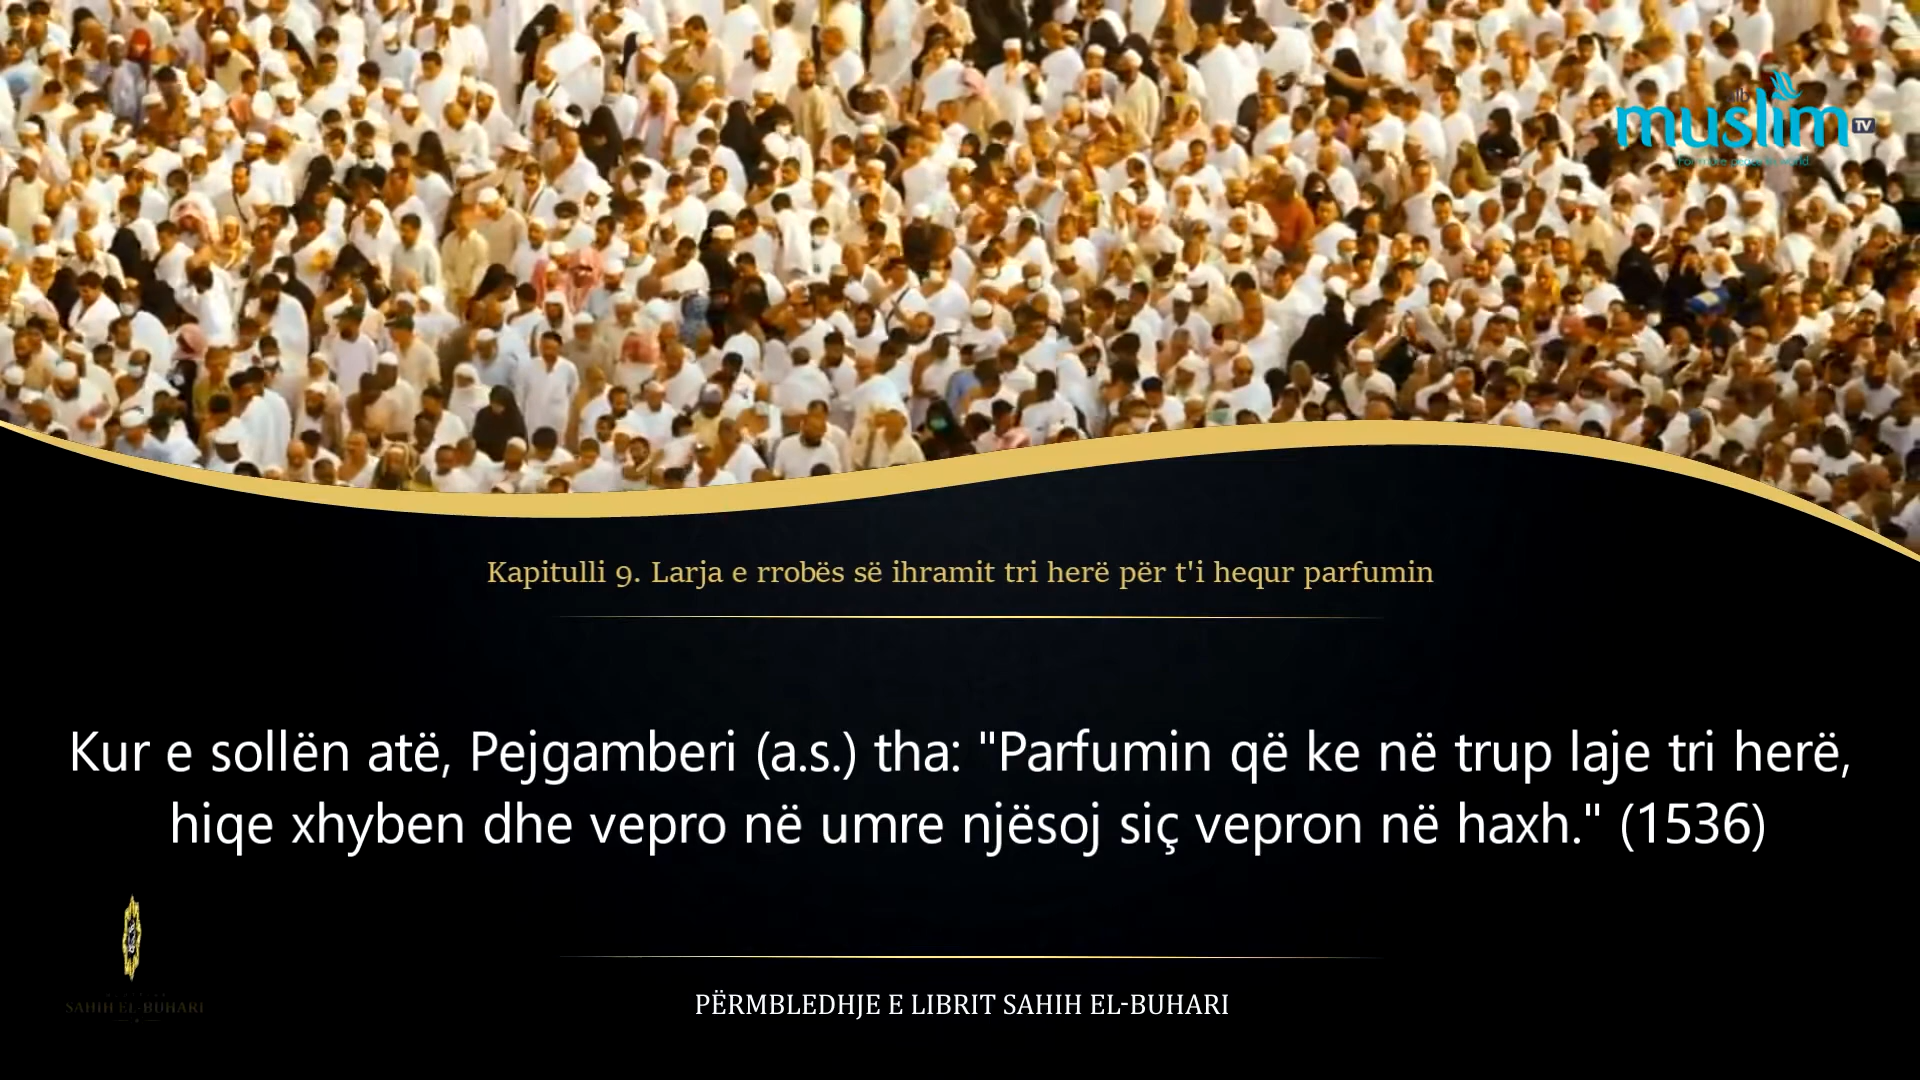 muslim TV
Kapitulli 9. Larja e rrobës së ihramit tri herë për t'i hequr parfumin
Kur e sollën atë, Pejgamberi (a.s.) tha: "Parfumin që ke në trup laje tri herë,
hiqe xhyben dhe vepro në umre njësoj siç vepron në haxh." (1536)
SAHIH EL-BUHARI
PËRMBLEDHJE E LIBRIT SAHIH EL-BUHARI